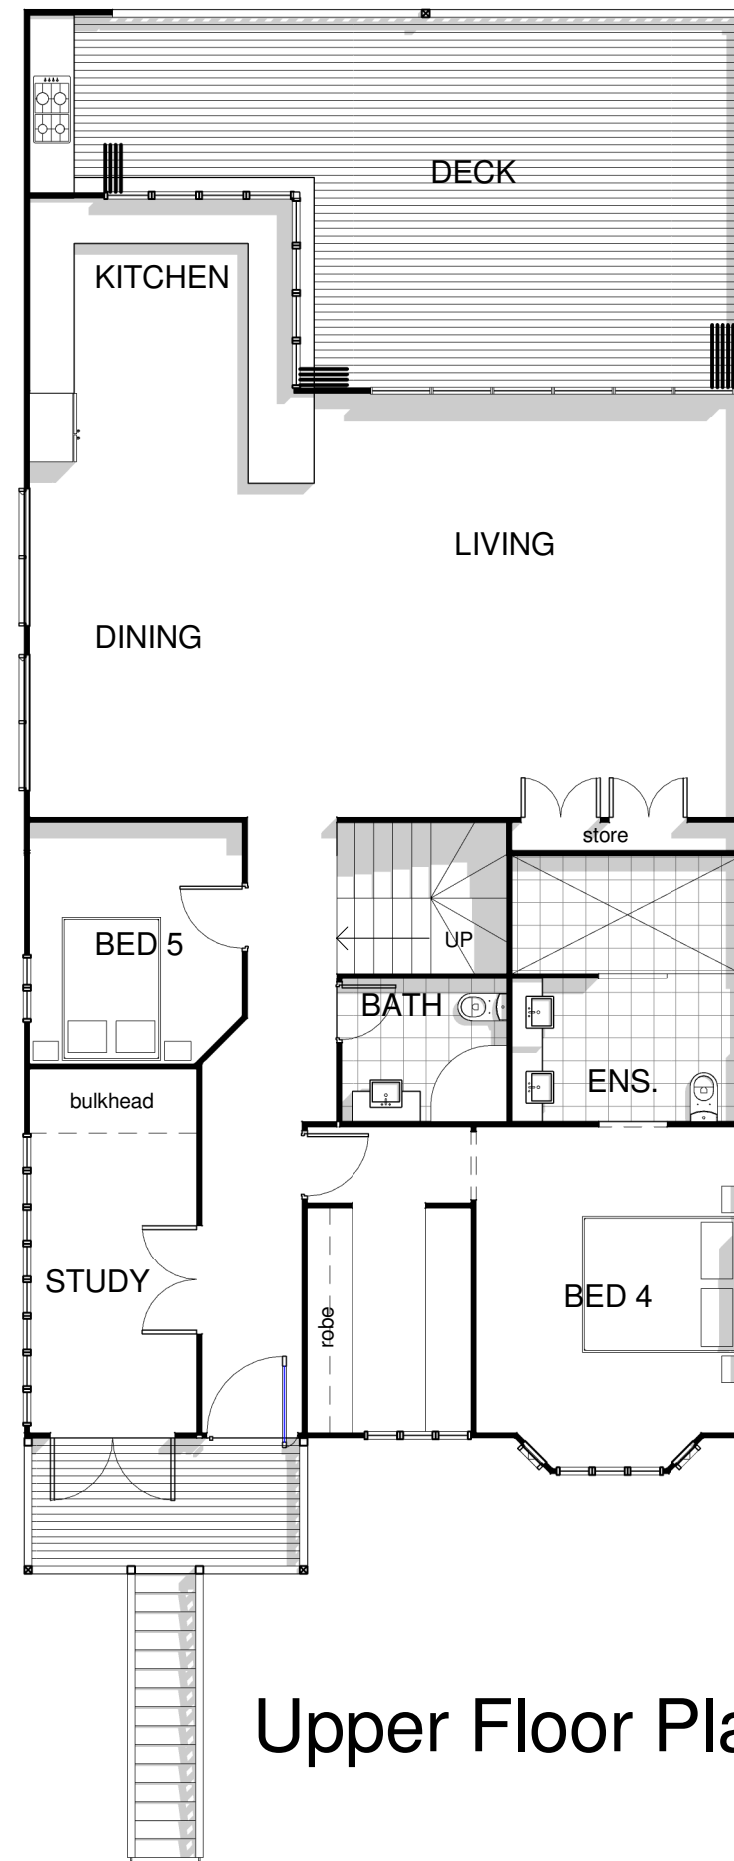 DECK
KITCHEN
LIVING
DINING
store
BED 5
UP
BATH
ENS.
bulkhead
STUDY
BED 4
robe
Upper Floor Pla